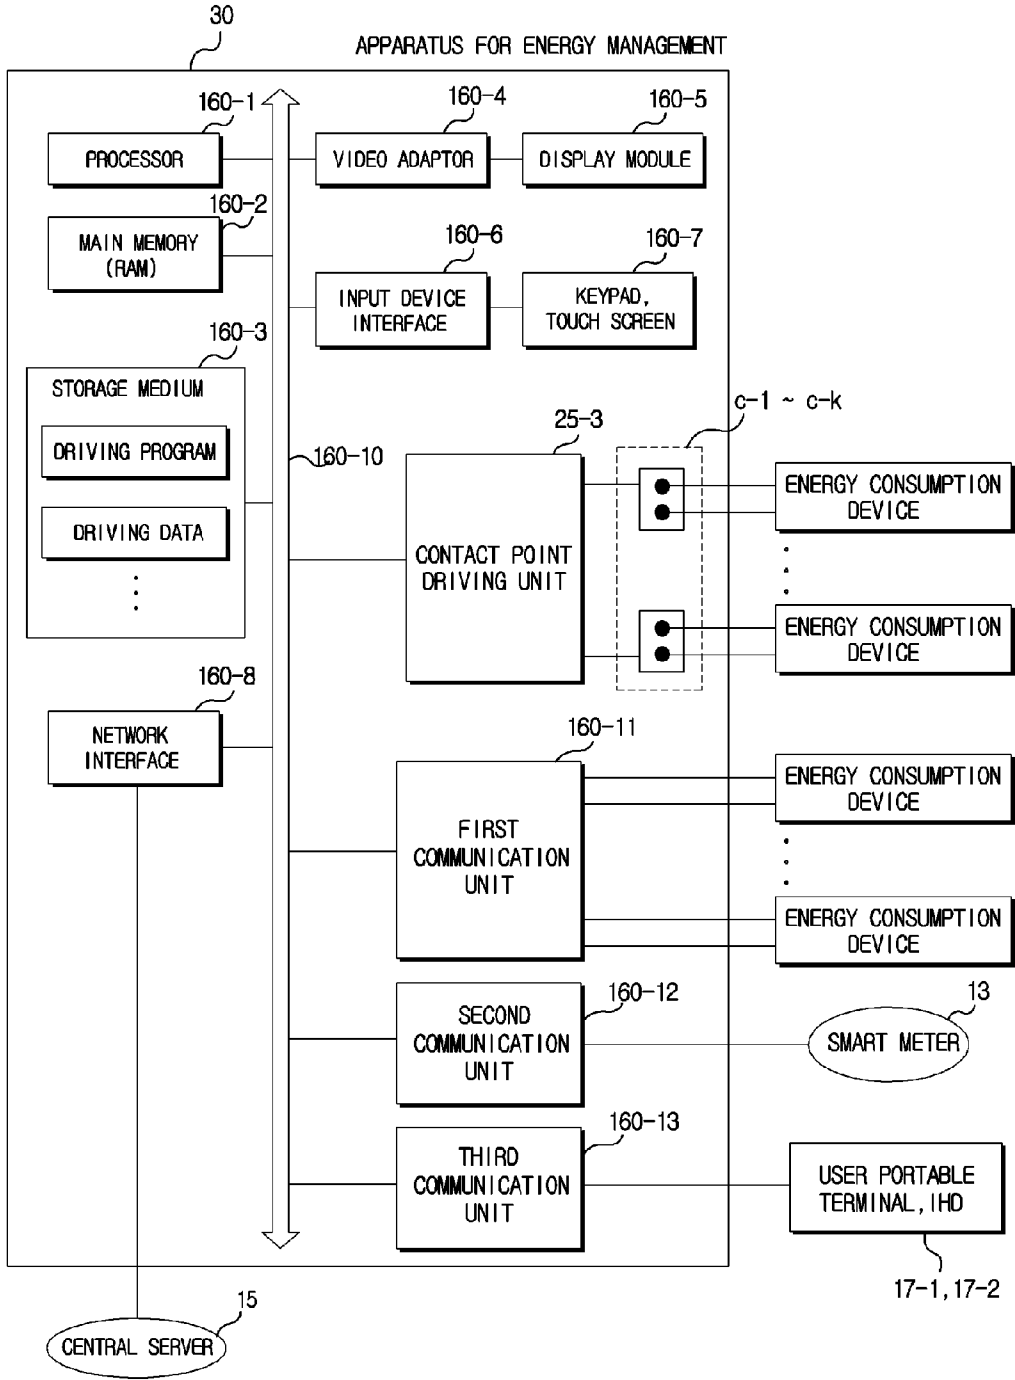 30
APPARATUS FOR ENERGY MANAGEMENT
160-1
PROCESSOR
160-4
VIDEO ADAPTOR
160-5
DISPLAY MODULE
160-2
MAIN MEMORY
(RAM)
160-6
INPUT DEVICE
INTERFACE
160-7
KEYPAD,
TOUCH SCREEN
160-3
STORAGE MEDIUM
DRIVING PROGRAM
DRIVING DATA
160-10
25-3
CONTACT POINT
DRIVING UNIT
c-1 ~ c-k
ENERGY CONSUMPTION
DEVICE
ENERGY CONSUMPTION
DEVICE
160-8
NETWORK
INTERFACE
160-11
FIRST
COMMUNICATION
UNIT
ENERGY CONSUMPTION
DEVICE
ENERGY CONSUMPTION
DEVICE
160-12
SECOND
COMMUNICATION
UNIT
13
SMART METER
160-13
THIRD
COMMUNICATION
UNIT
USER PORTABLE
TERMINAL, IHD
17-1, 17-2
15
CENTRAL SERVER